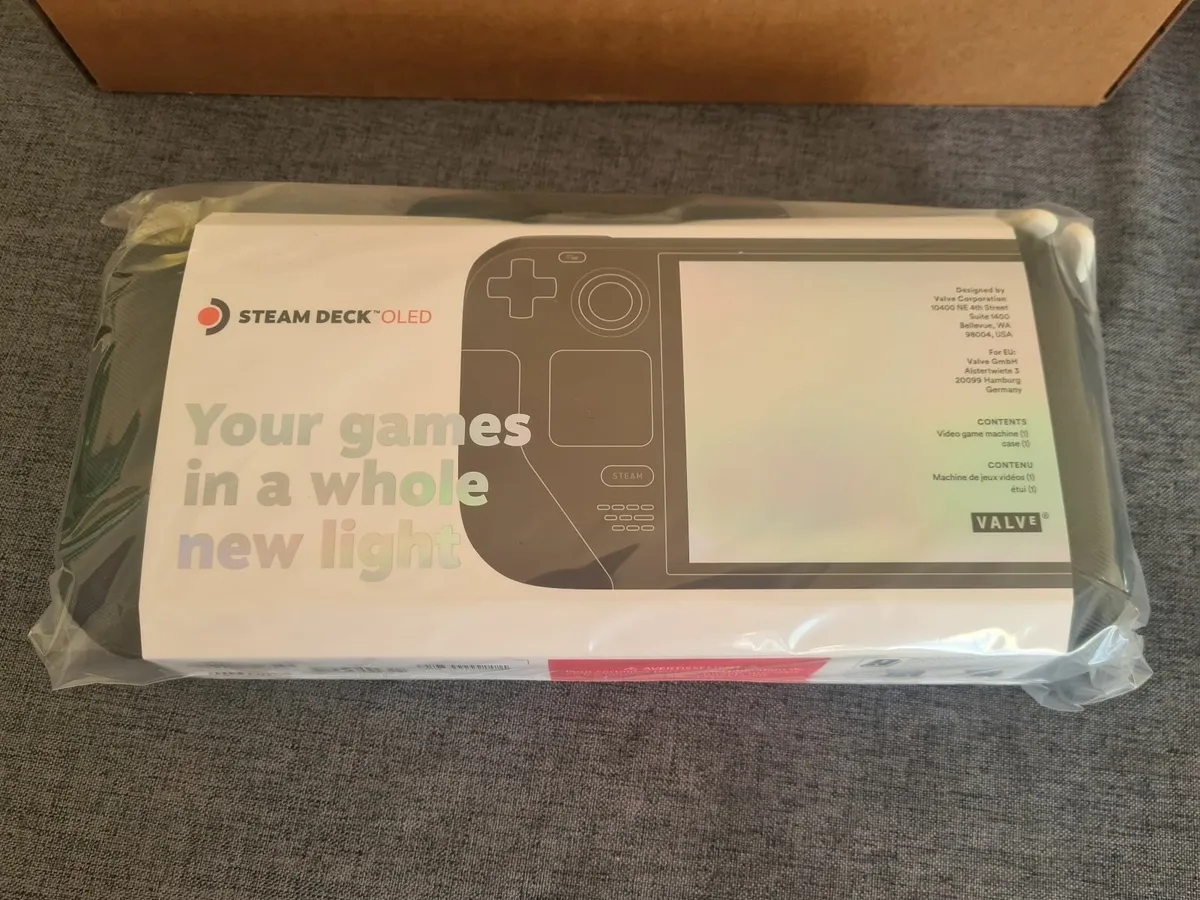 STEAM DECK™OLED
Your games
in a whole
new light
STEAM
Designed by
Valve Corporation
10400 NE 4th Street
Suite 1400
Bellevue, WA
98004, USA
For EU:
Valve GmbH
Alstertwiete 3
20099 Hamburg
Germany
CONTENTS
Video game machine (1)
case (1)
CONTENU
Machine de jeux vidéos (1)
étui (1)
VALVE®